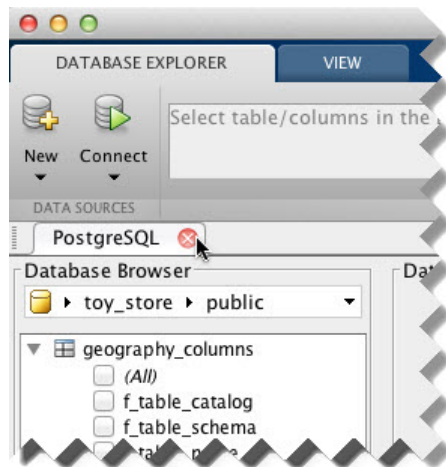 DATABASE EXPLORER
VIEW
Select table/columns in the
New
Connect
DATA SOURCES
PostgreSQL
Database Browser
toy_store
public
geography_columns
(All)
f_table_catalog
f_table_schema